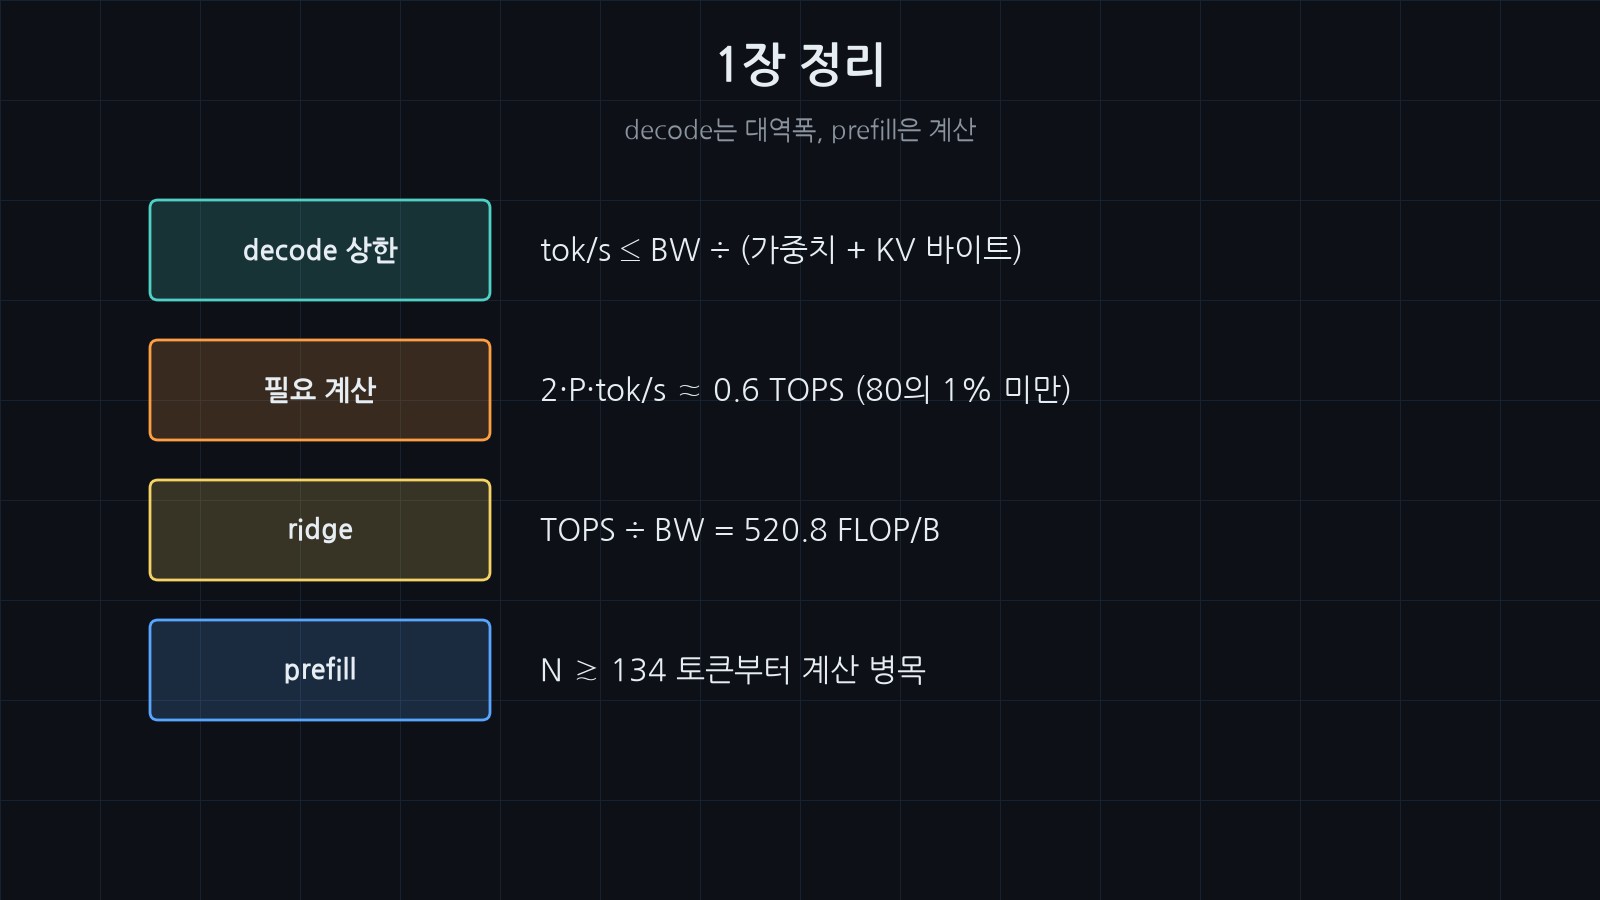 1장 정리
decode는 대역폭, prefill은 계산
decode 상한
tok/s ≤ BW ÷ (가중치 + KV 바이트)
필요 계산
2·P·tok/s ≈ 0.6 TOPS (80의 1% 미만)
ridge
TOPS ÷ BW = 520.8 FLOP/B
prefill
N ≳ 134 토큰부터 계산 병목